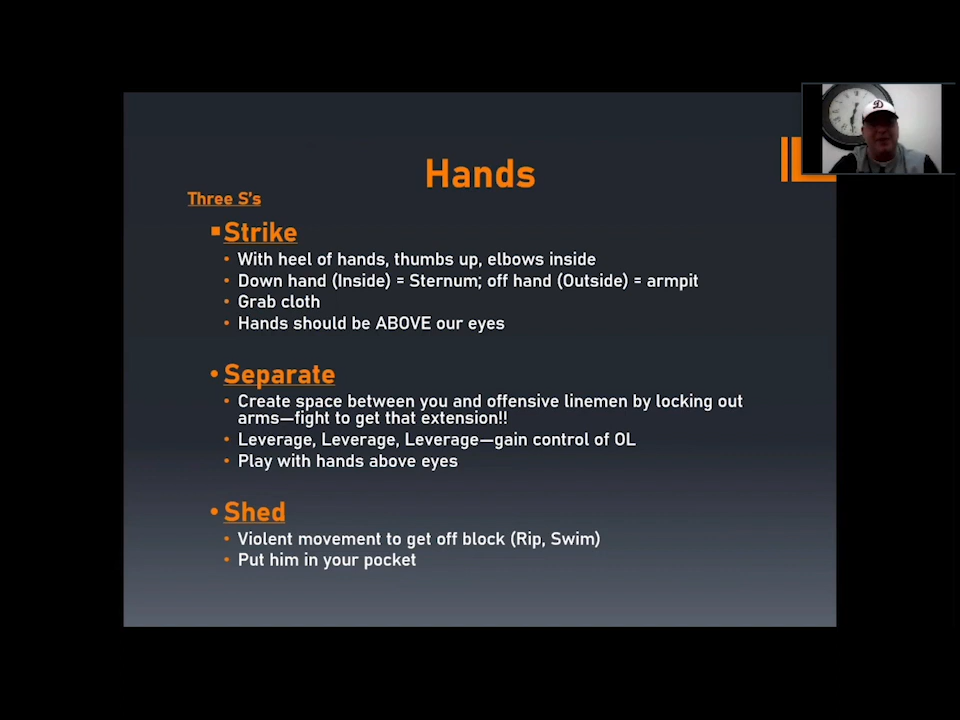 Hands
Three S's
▪Strike
• With heel of hands, thumbs up, elbows inside
• Down hand (Inside) = Sternum; off hand (Outside) = armpit
• Grab cloth
• Hands should be ABOVE our eyes
• Separate
• Create space between you and offensive linemen by locking out
arms—fight to get that extension!!
• Leverage, Leverage, Leverage—gain control of OL
• Play with hands above eyes
• Shed
• Violent movement to get off block (Rip, Swim)
• Put him in your pocket
D